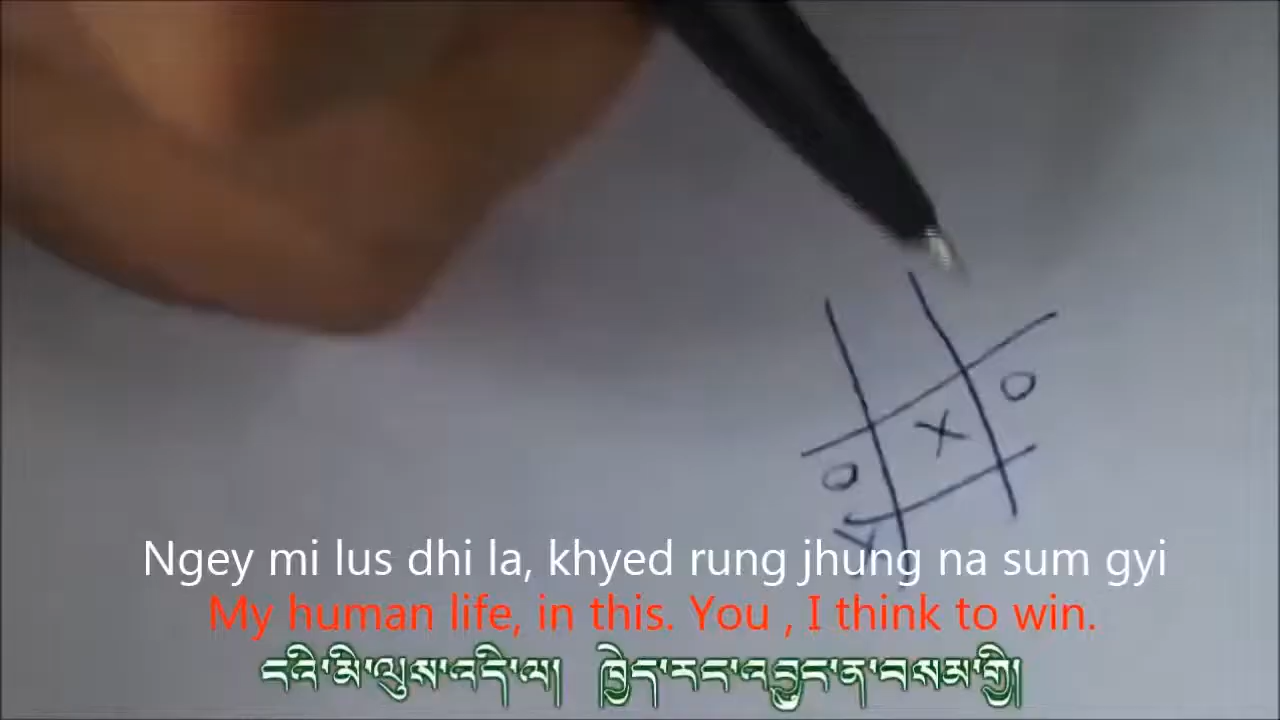 O
X
O
X
Ngey mi lus dhi la, khyed rung jhung na sum gyi
My human life, in this. You , I think to win.
ངའི་མི་ལུས་འདི་ལ། ཁྱེད་རང་འབྱུང་ན་བསམ་གྱི།